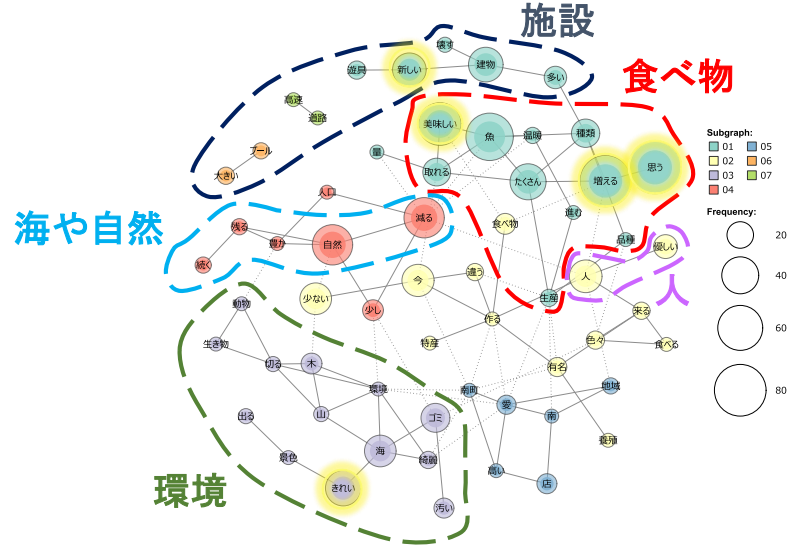 施設
壊す
遊具
新しい
建物
多い
食べ物
高速
道路
美味しい
魚
温暖
種類
プール
大きい
量
取れる
たくさん
増える
思う
人口
減る
食べ物
進む
海や自然
残る
豊か
自然
品種
優しい
続く
違う
人
人
少ない
今
生産
動物
少し
作る
来る
生き物
特産
色々
食べる
切る
木
有名
環境
南町
地域
出る
山
ゴミ
愛
南
景色
海
綺麗
養殖
環境
きれい
高い
店
汚い
Subgraph:
01 05
02 06
03 07
04
Frequency:
20
40
60
80